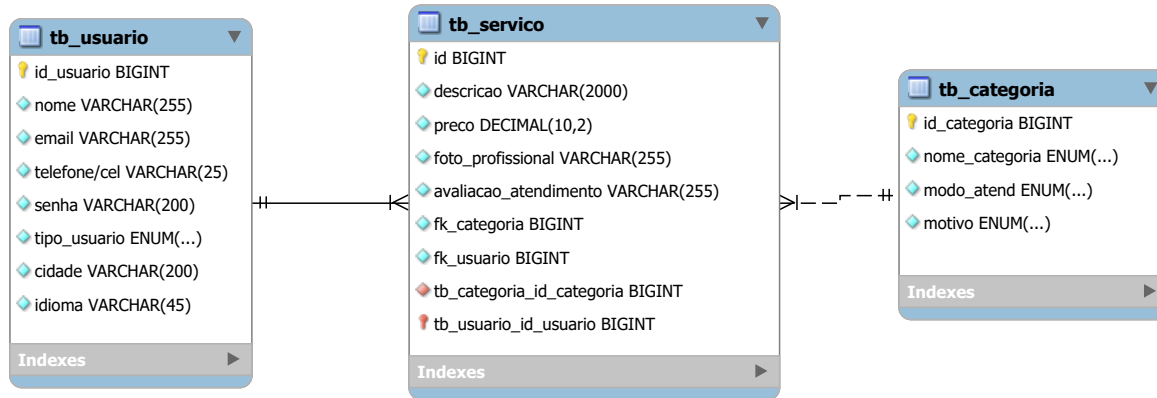 tb_usuario
id_usuario BIGINT
nome VARCHAR(255)
email VARCHAR(255)
telefone/cel VARCHAR(25)
senha VARCHAR(200)
tipo_usuario ENUM(...)
cidade VARCHAR(200)
idioma VARCHAR(45)
Indexes
tb_servico
id BIGINT
descricao VARCHAR(2000)
preco DECIMAL(10,2)
foto_profissional VARCHAR(255)
avaliacao_atendimento VARCHAR(255)
fk_categoria BIGINT
fk_usuario BIGINT
tb_categoria_id_categoria BIGINT
tb_usuario_id_usuario BIGINT
Indexes
tb_categoria
id_categoria BIGINT
nome_categoria ENUM(...)
modo_atend ENUM(...)
motivo ENUM(...)
Indexes